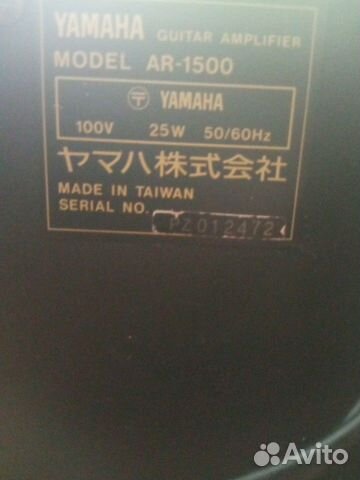 YAMAHA GUITAR AMPLIFIER
MODEL AR-1500
〒 YAMAHA
100V 25W 50/60Hz
ヤマハ株式会社
MADE IN TAIWAN
SERIAL NO. PZ012472
Avito